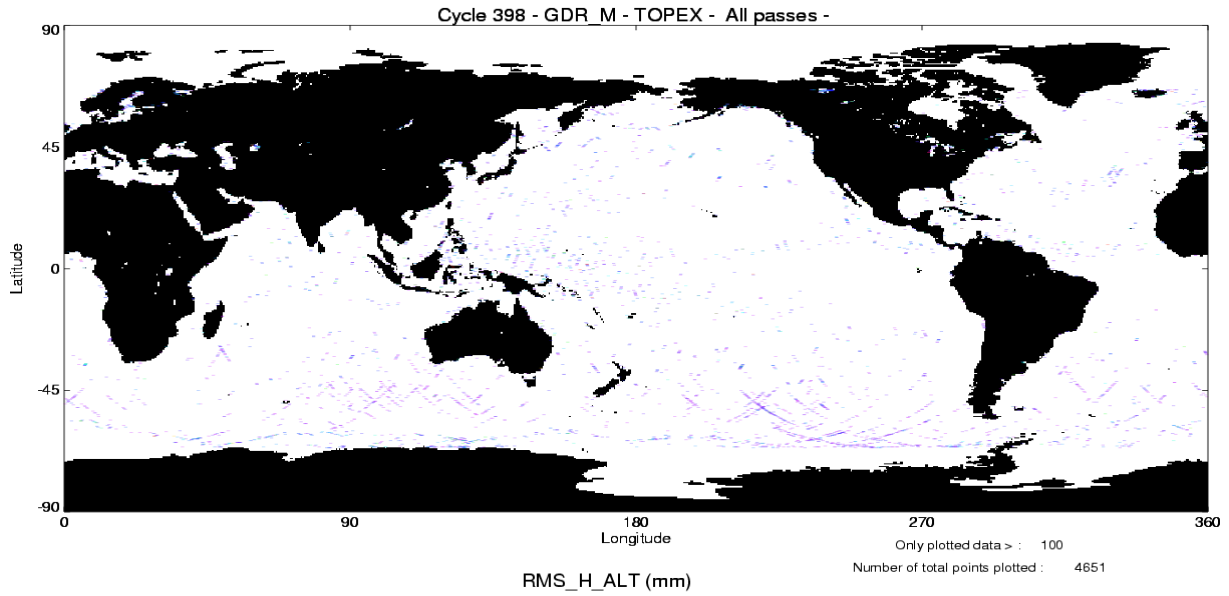 Cycle 398 - GDR_M - TOPEX - All passes -
90
45
0
-45
-90
Latitude
0 90 180 270 360
Longitude
Only plotted data > : 100
Number of total points plotted : 4651
RMS_H_ALT (mm)